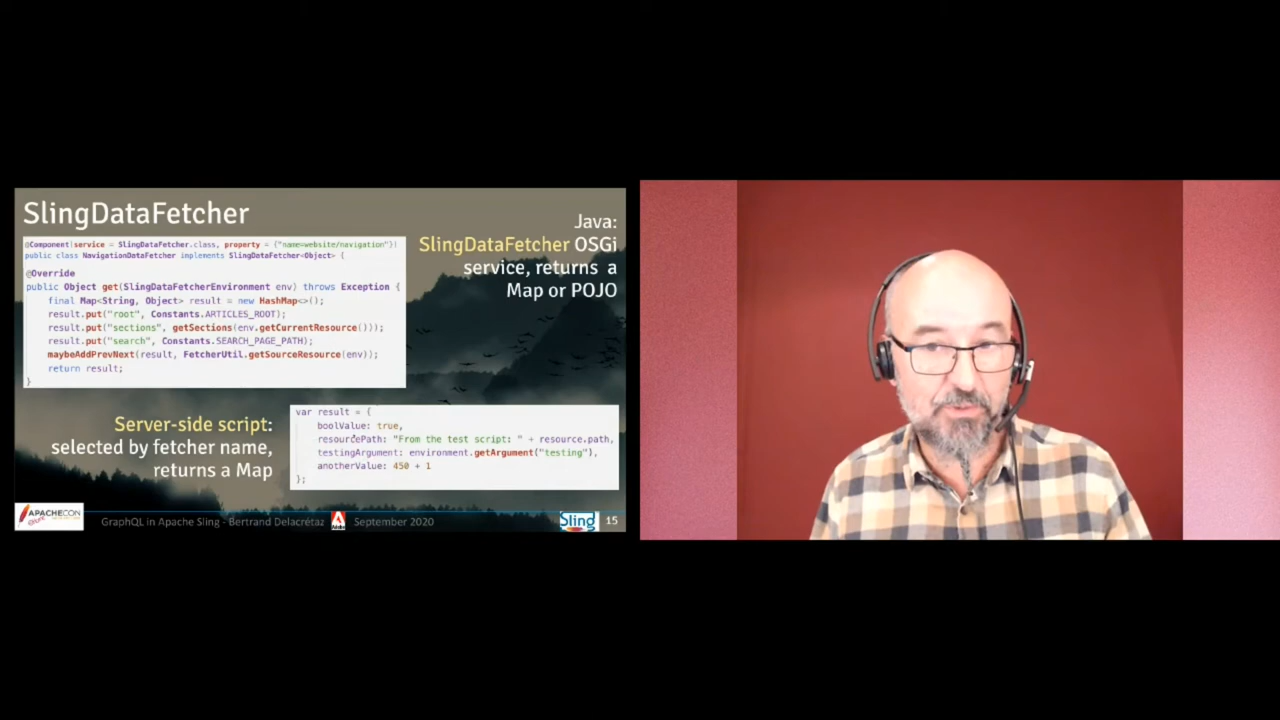 SlingDataFetcher
@Component(service = SlingDataFetcher.class, property = {"name=website/navigation"})
public class NavigationDataFetcher implements SlingDataFetcher<Object> {
@Override
public Object get(SlingDataFetcherEnvironment env) throws Exception {
final Map<String, Object> result = new HashMap<>();
result.put("root", Constants.ARTICLES_ROOT);
result.put("sections", getSections(env.getCurrentResource()));
result.put("search", Constants.SEARCH_PAGE_PATH);
maybeAddPrevNext(result, FetcherUtil.getSourceResource(env));
return result;
}
Java:
SlingDataFetcher OSGi
service, returns a
Map or POJO
Server-side script:
selected by fetcher name,
returns a Map
var result = {
boolValue: true,
resourcePath: "From the test script: " + resource.path,
testingArgument: environment.getArgument("testing"),
anotherValue: 450 + 1
};
APACHECON
GraphQL in Apache Sling - Bertrand Delacrétaz
Adobe
September 2020
Sling
15